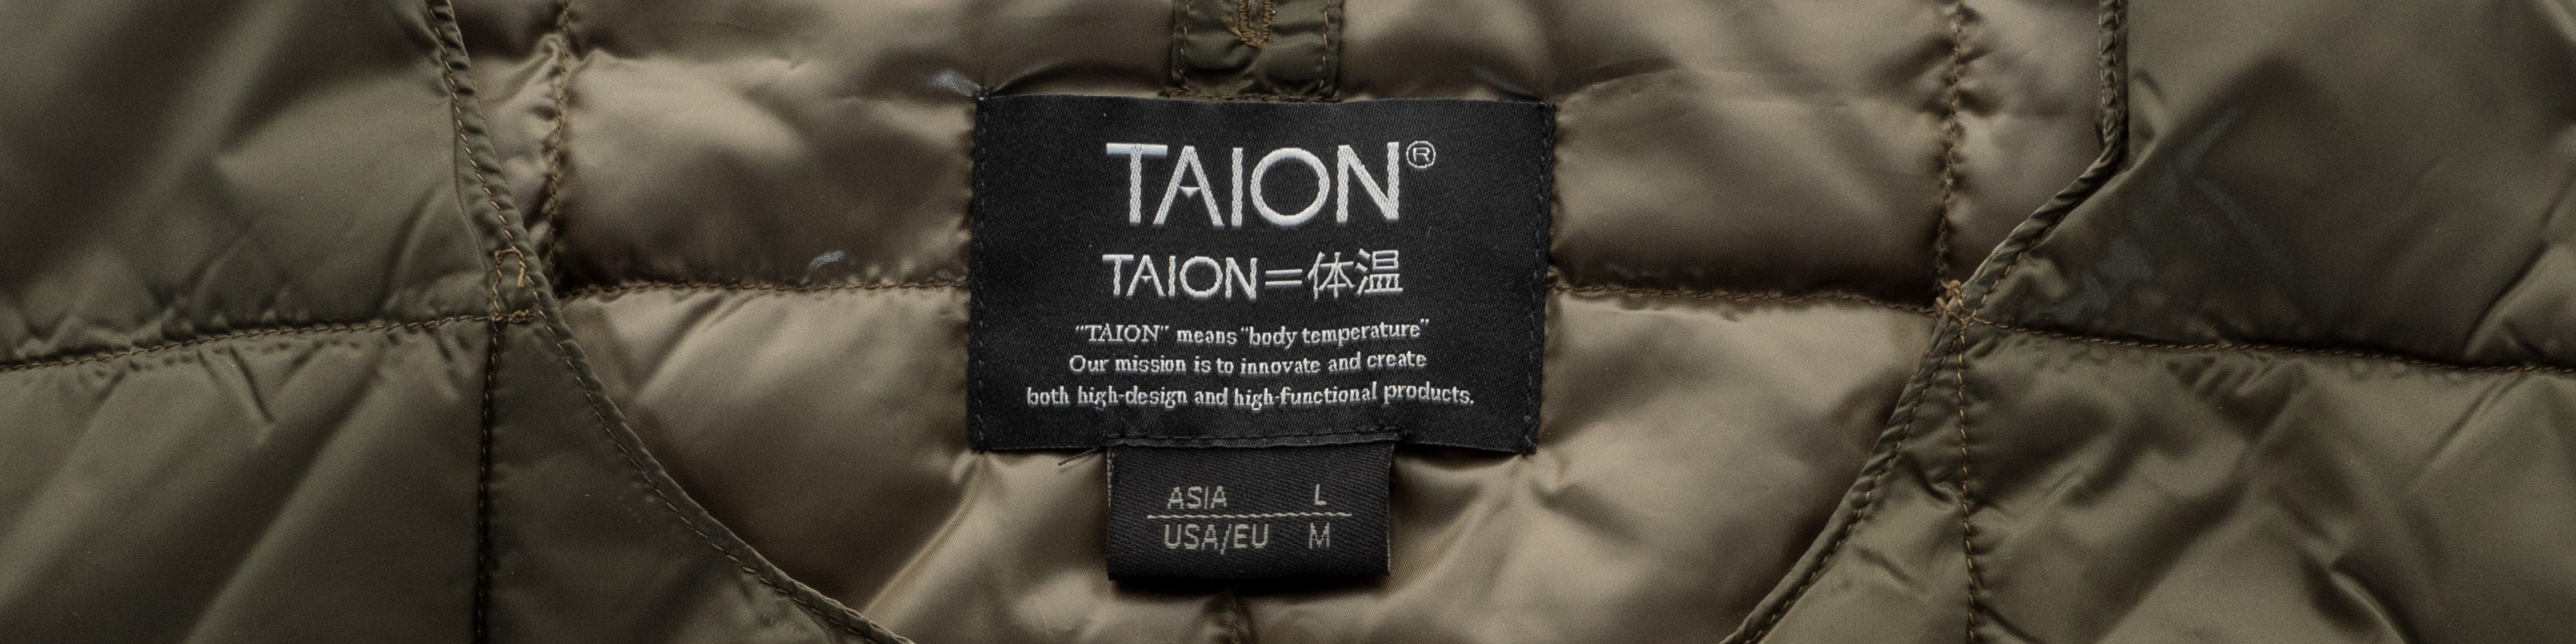 TAION®
TAION=体温
“TAION” means “body temperature”
Our mission is to innovate and create
both high-design and high-functional products.
ASIA L
USA/EU M